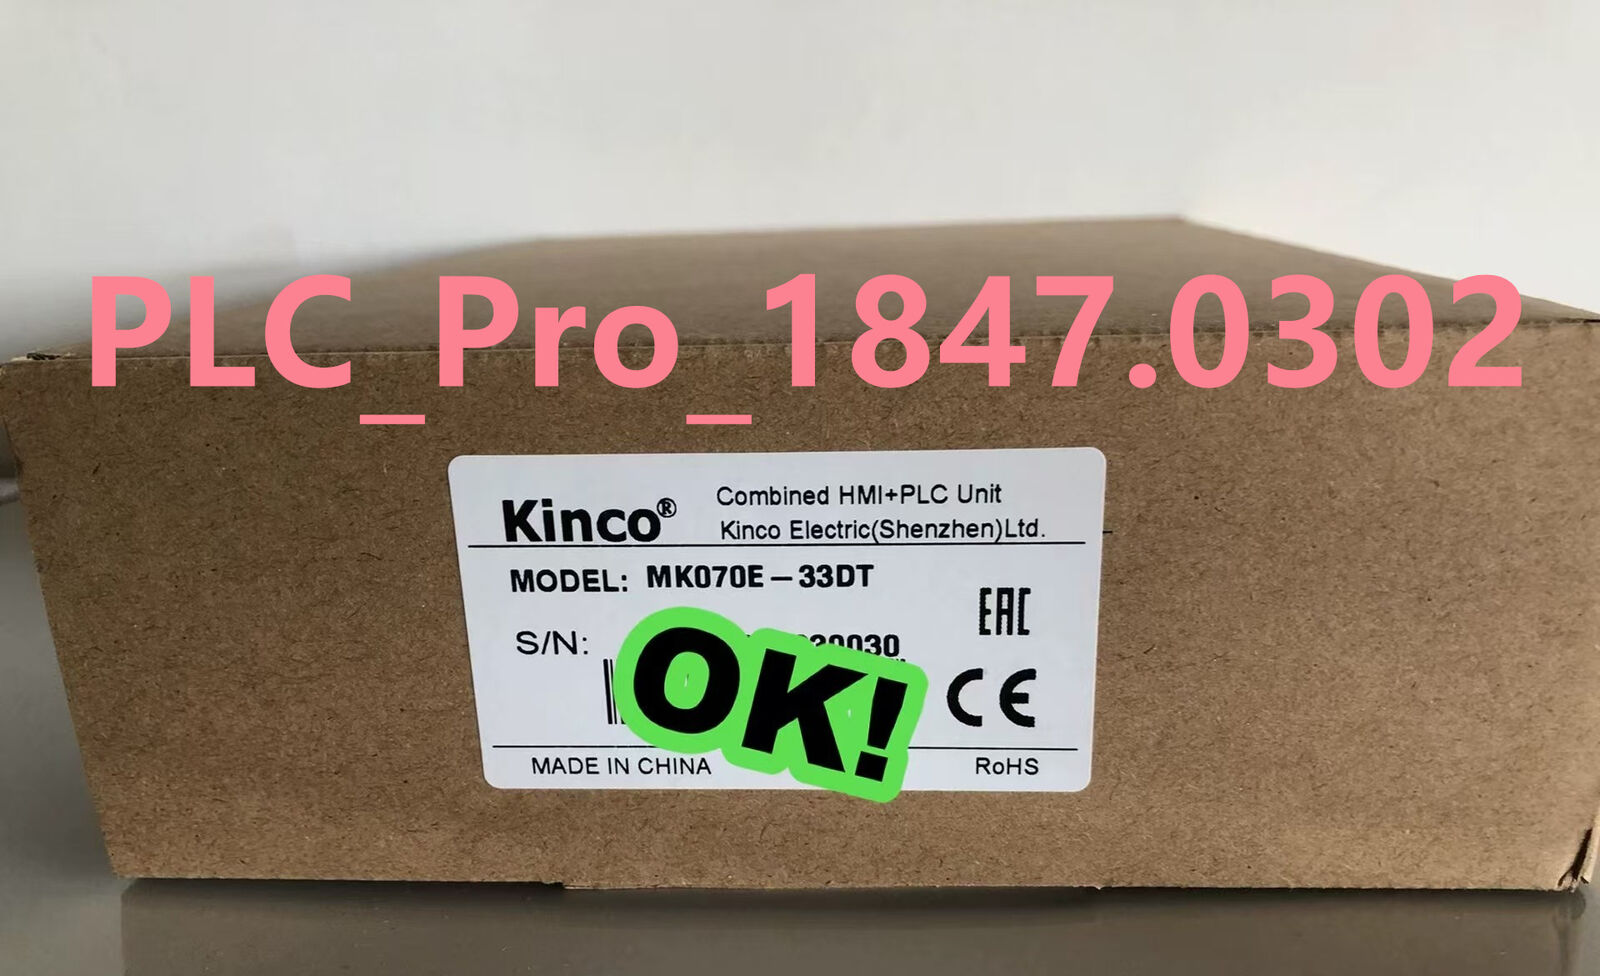 PLC_Pro_1847.0302
Kinco® Combined HMI+PLC Unit
Kinco Electric(Shenzhen)Ltd.
MODEL: MK070E-33DT
EAC
S/N:
OK!
CE
MADE IN CHINA RoHS